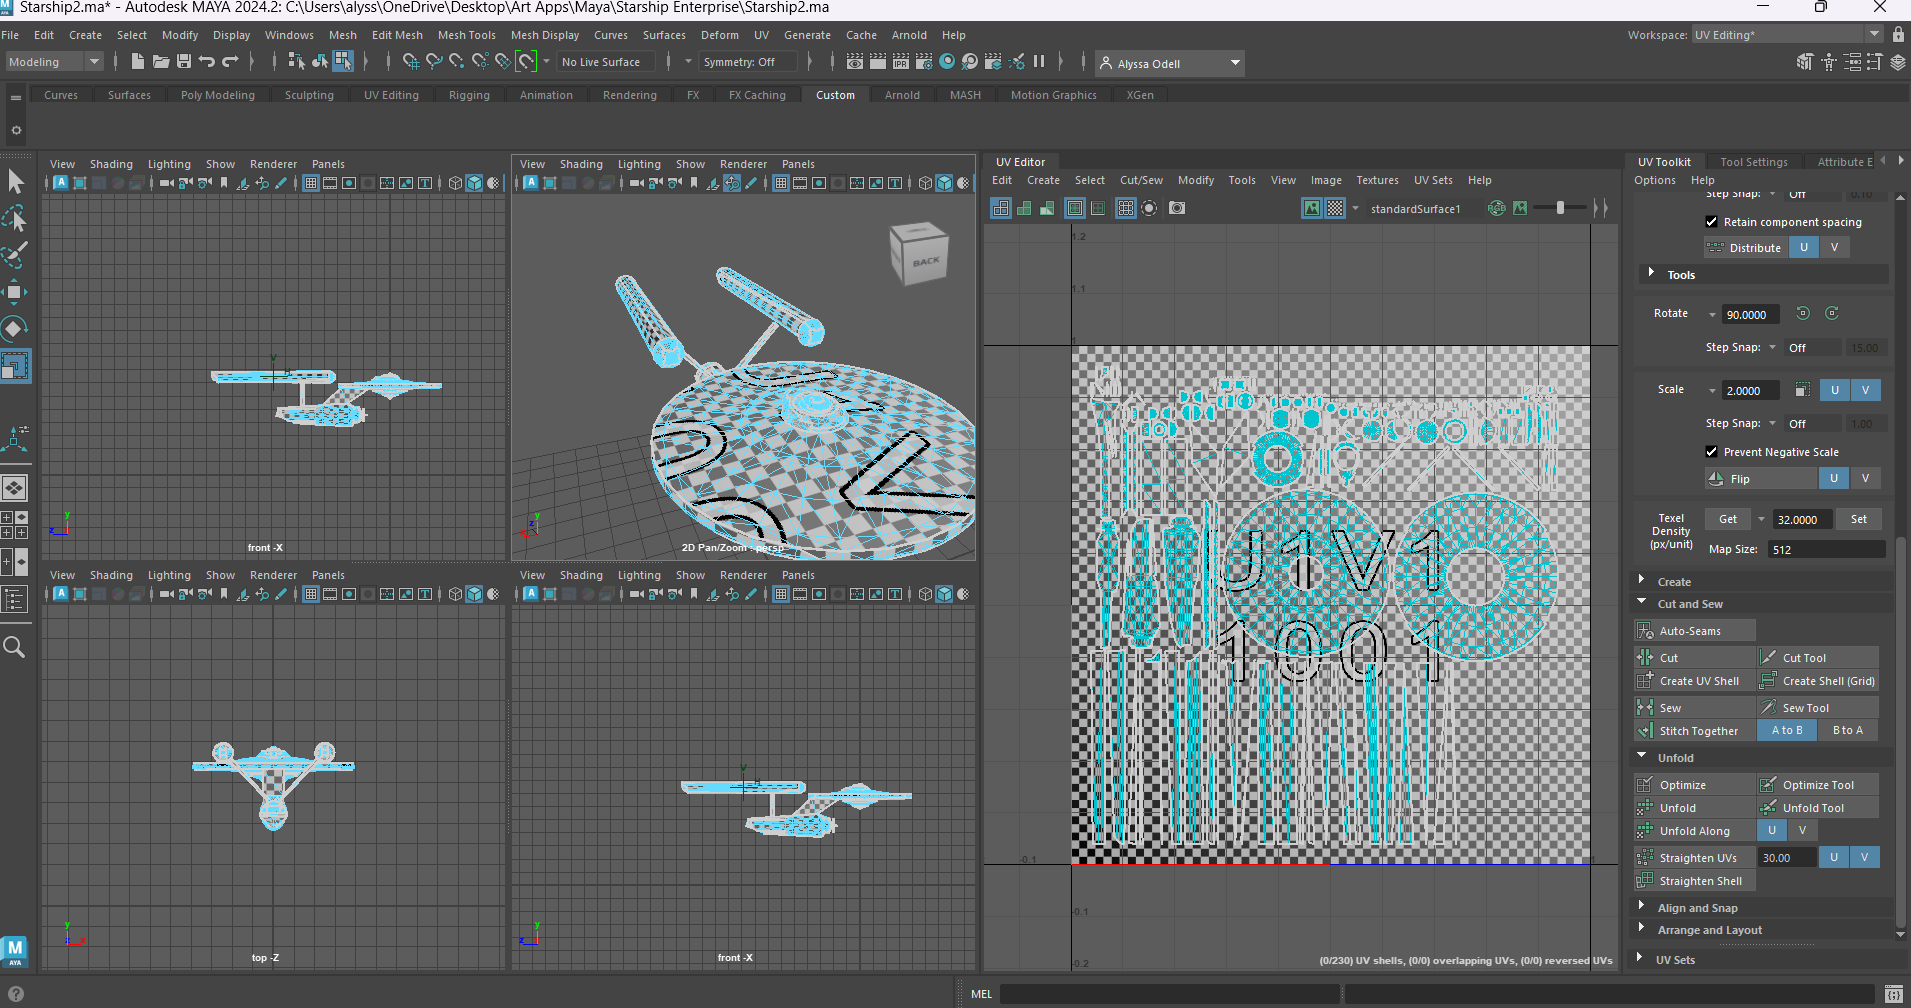 Starship2.ma* - Autodesk MAYA 2024.2: C:\Users\alyss\OneDrive\Desktop\Art Apps\Maya\Starship Enterprise\Starship2.ma
File Edit Create Select Modify Display Windows Mesh Edit Mesh Mesh Tools Mesh Display Curves Surfaces Deform UV Generate Cache Arnold Help
Workspace: UV Editing*
Modeling
No Live Surface
Symmetry: Off
IPR
Alyssa Odell
Curves Surfaces Poly Modeling Sculpting UV Editing Rigging Animation Rendering FX FX Caching Custom Arnold MASH Motion Graphics XGen
View Shading Lighting Show Renderer Panels
View Shading Lighting Show Renderer Panels
BACK
front -X
2D Pan/Zoom : persp
View Shading Lighting Show Renderer Panels
View Shading Lighting Show Renderer Panels
top -Z
front -X
UV Editor
Edit Create Select Cut/Sew Modify Tools View Image Textures UV Sets Help
standardSurface1
RGB
1.2
1.1
1
U1V1
1001
-0.1
1
-0.1
-0.2
(0/230) UV shells, (0/0) overlapping UVs, (0/0) reversed UVs
UV Toolkit Tool Settings Attribute E
Options Help
Step Snap: Off 0.10
Retain component spacing
Distribute U V
Tools
Rotate 90.0000
Step Snap: Off 15.00
Scale 2.0000 U V
Step Snap: Off 1.00
Prevent Negative Scale
Flip U V
Texel Density (px/unit) Get 32.0000 Set
Map Size: 512
Create
Cut and Sew
Auto-Seams
Cut Cut Tool
Create UV Shell Create Shell (Grid)
Sew Sew Tool
Stitch Together A to B B to A
Unfold
Optimize Optimize Tool
Unfold Unfold Tool
Unfold Along U V
Straighten UVs 30.00 U V
Straighten Shell
Align and Snap
Arrange and Layout
UV Sets
M
AYA
MEL